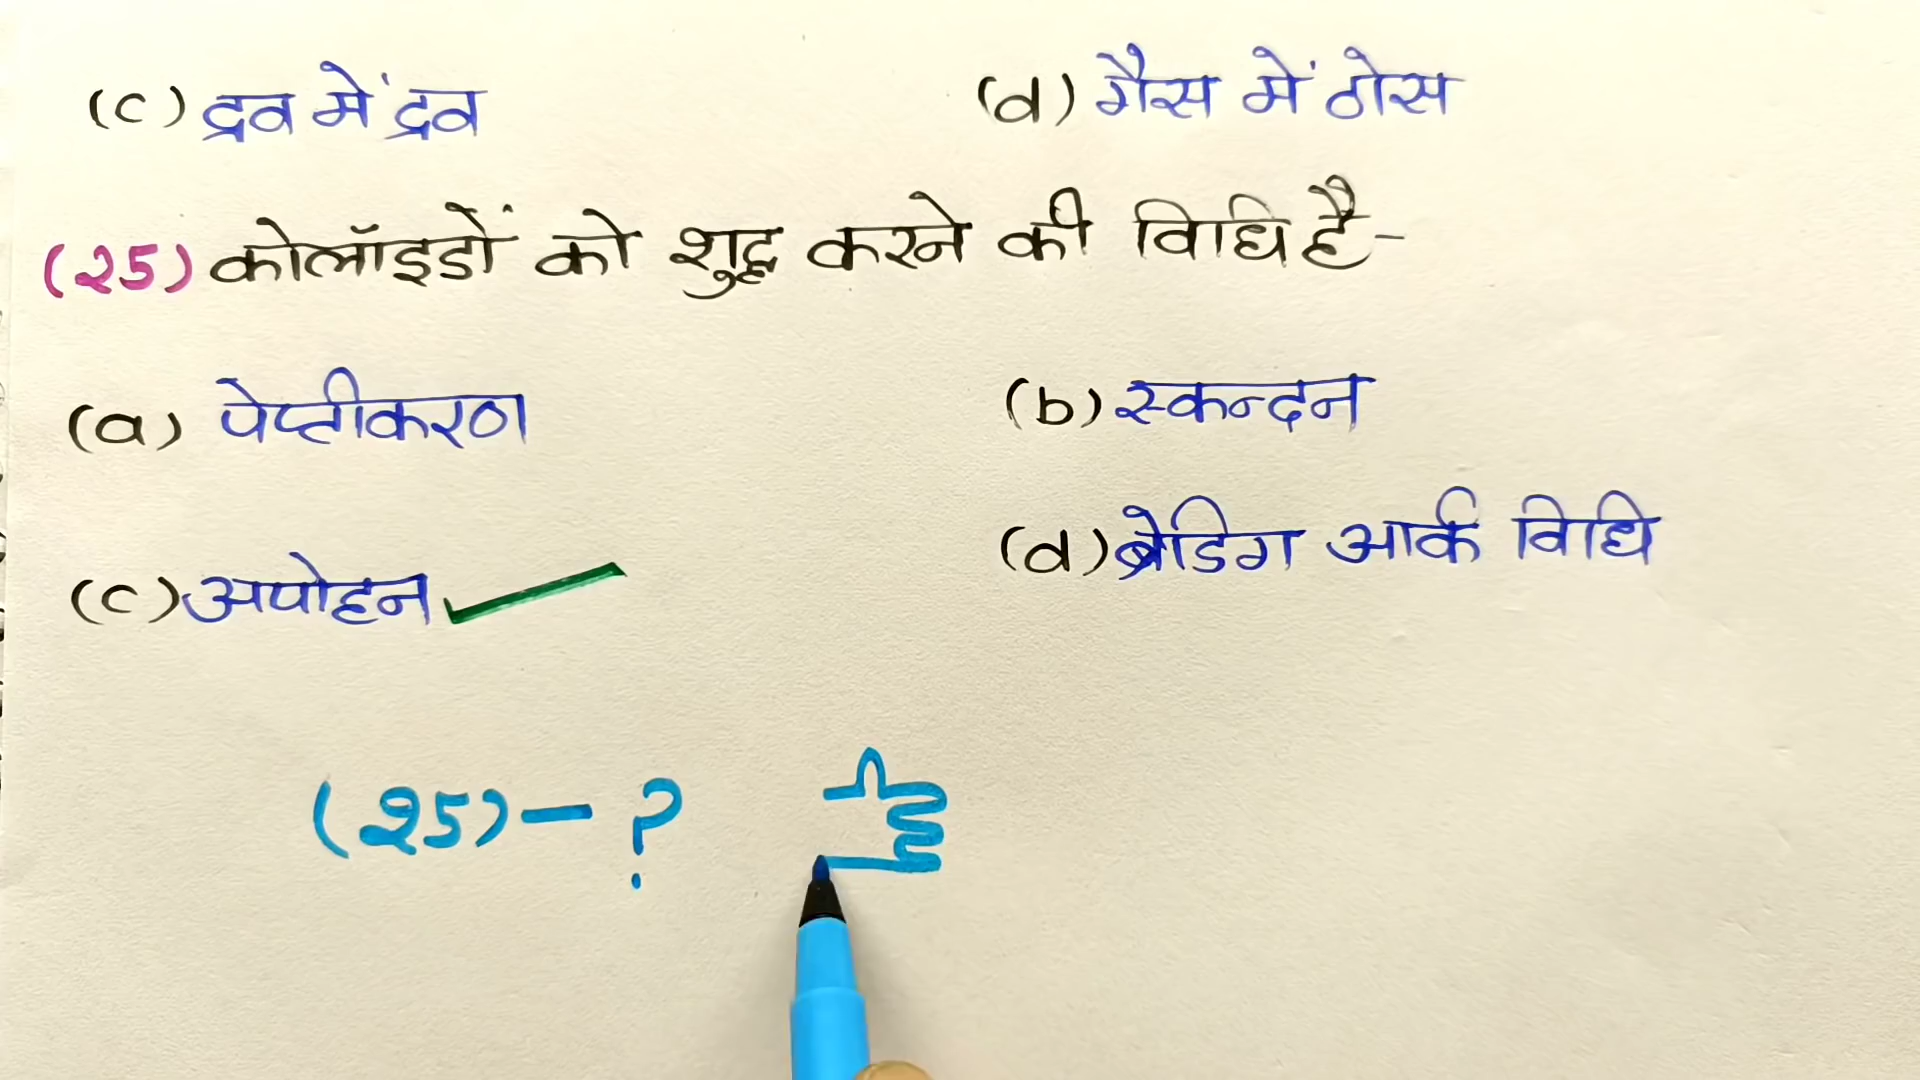 (c) द्रव में द्रव (d) गैस में ठोस
(25) कोलॉइडों को शुद्ध करने की विधि है-
(a) पेप्टीकरण (b) स्कन्दन
(c) अपोहन (d) ब्रेडिग आर्क विधि
(25) - ?